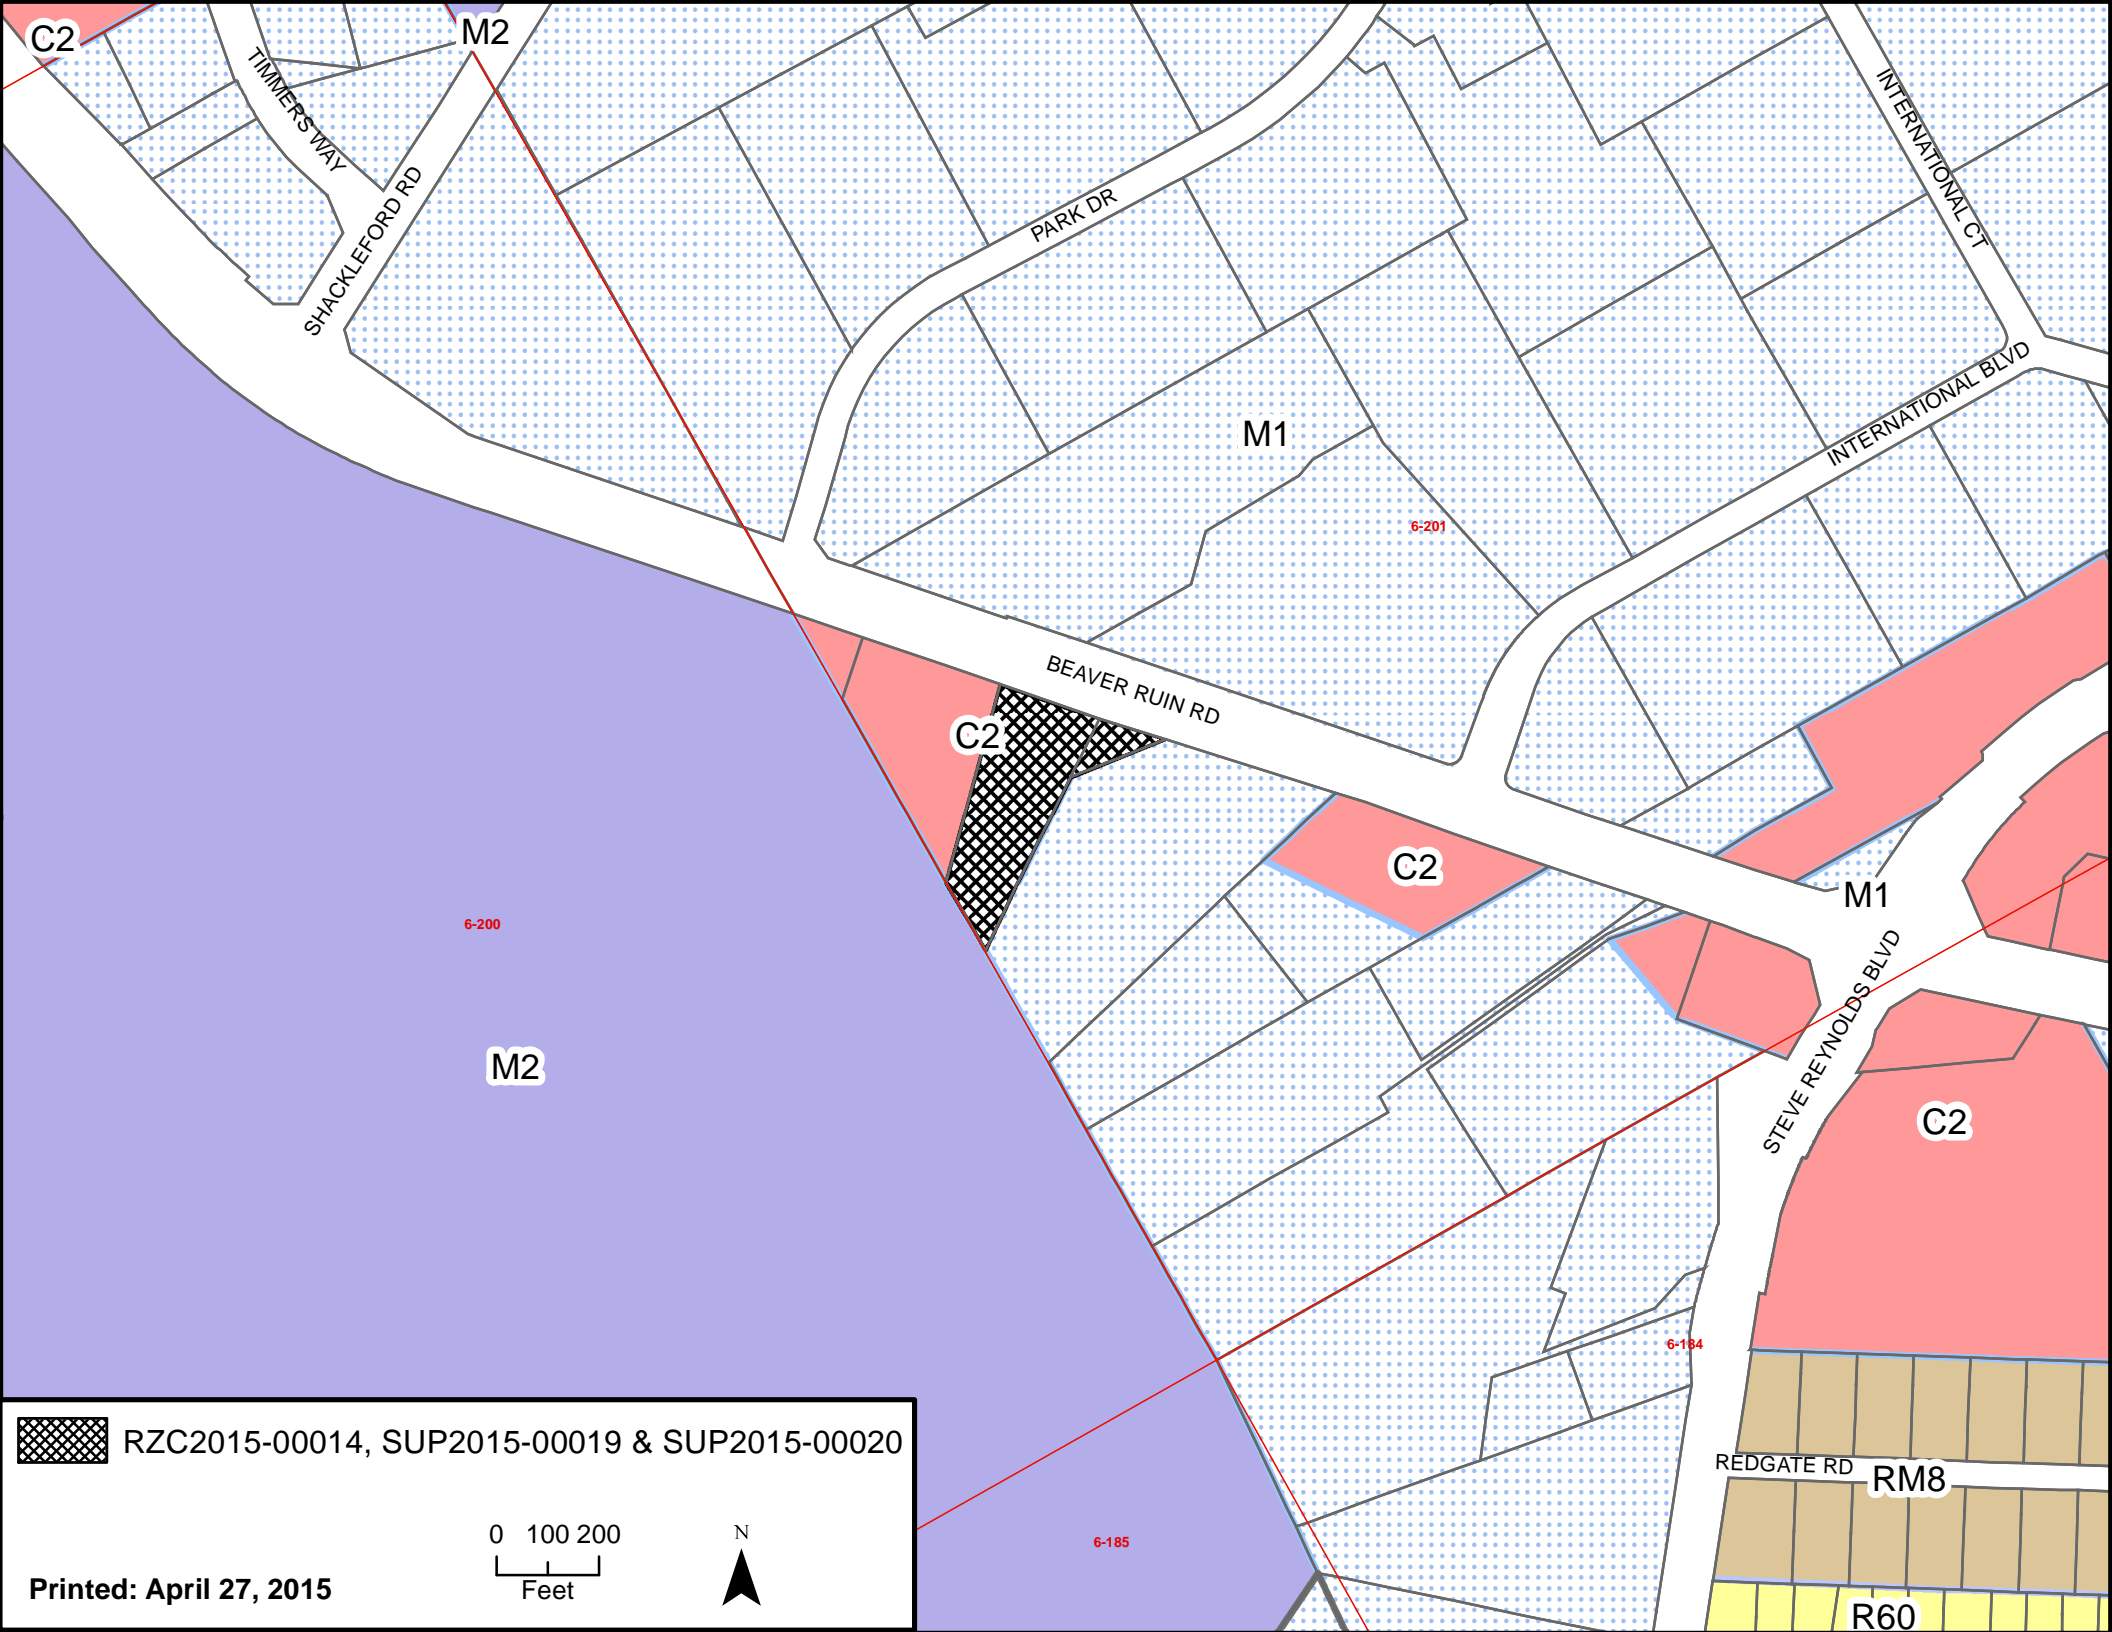 C2
M2
TIMMERS WAY
SHACKLEFORD RD
PARK DR
INTERNATIONAL CT
INTERNATIONAL BLVD
M1
6-201
BEAVER RUIN RD
C2
C2
M1
6-200
STEVE REYNOLDS BLVD
M2
C2
6-184
REDGATE RD
RM8
6-185
R60
RZC2015-00014, SUP2015-00019 & SUP2015-00020
0 100 200
Feet
N
Printed: April 27, 2015